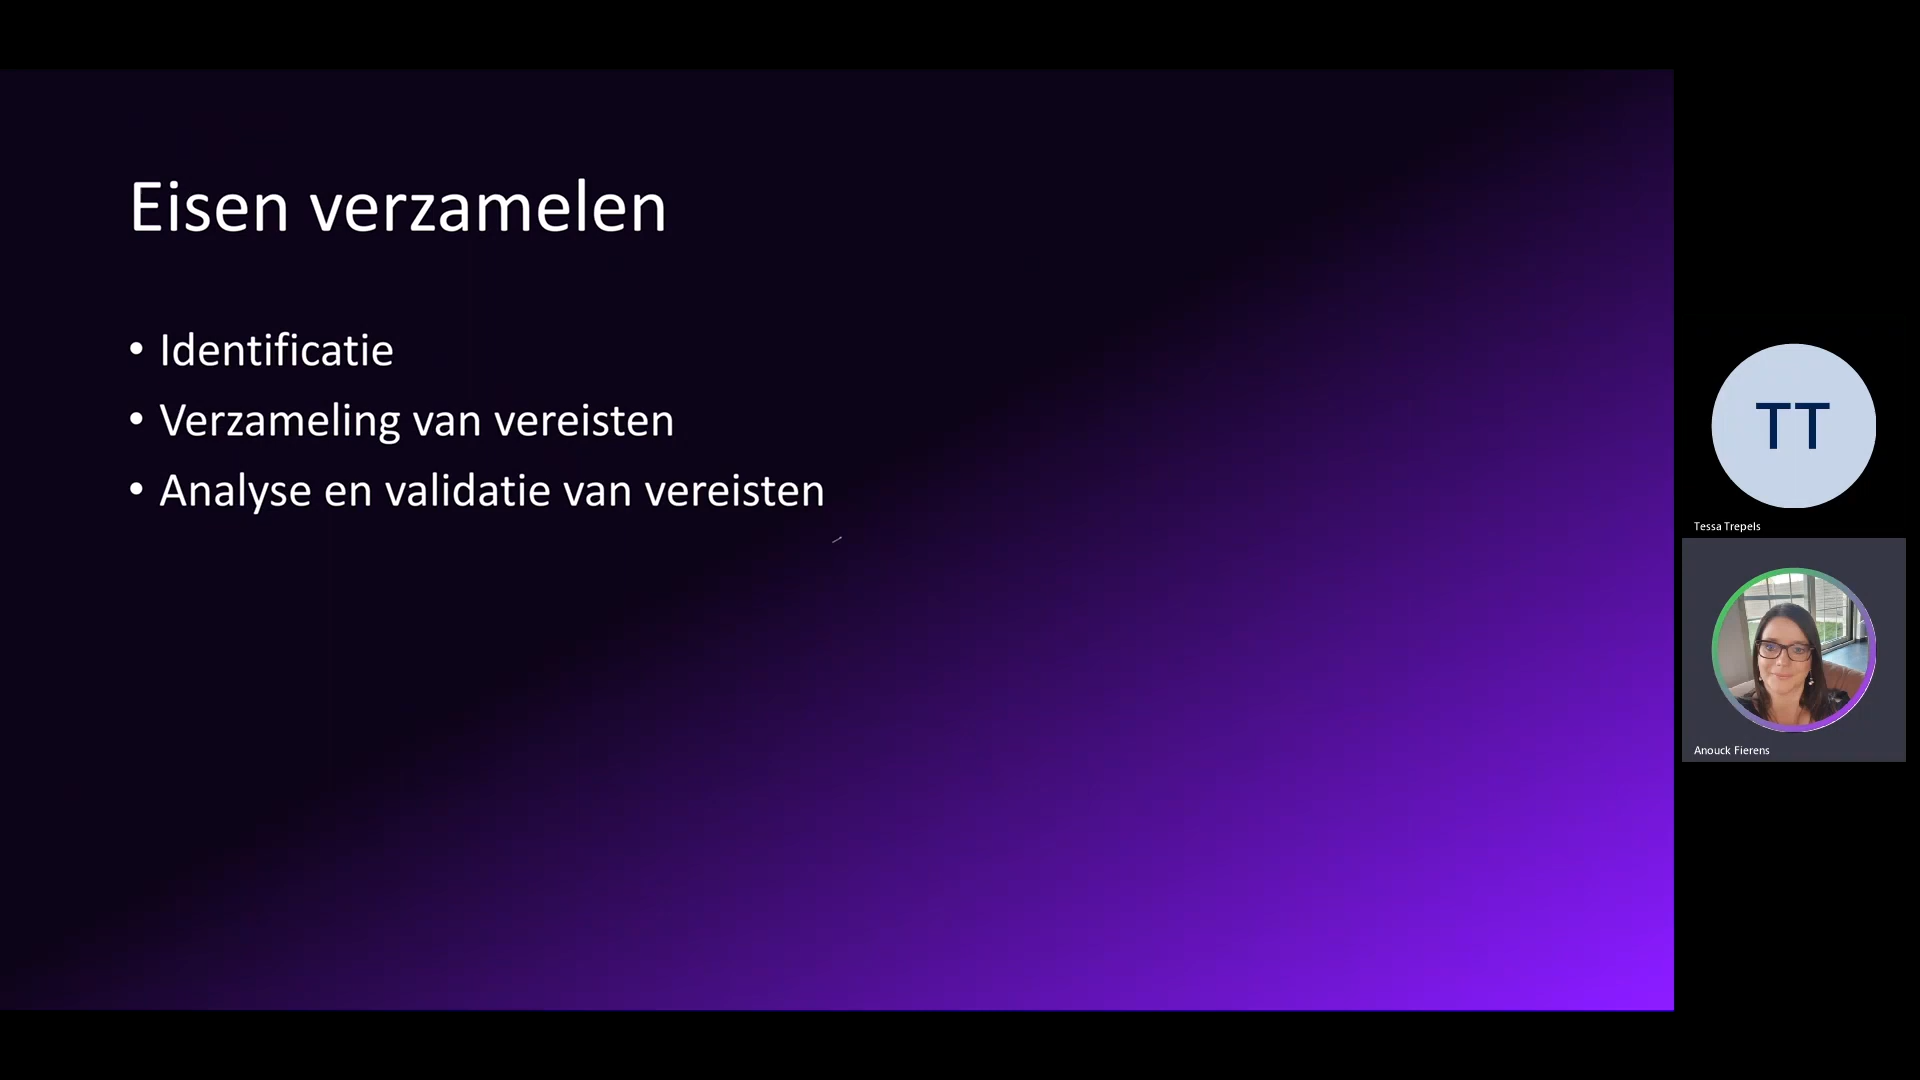 Eisen verzamelen
• Identificatie
• Verzameling van vereisten
• Analyse en validatie van vereisten
TT
Tessa Trepels
Anouck Fierens